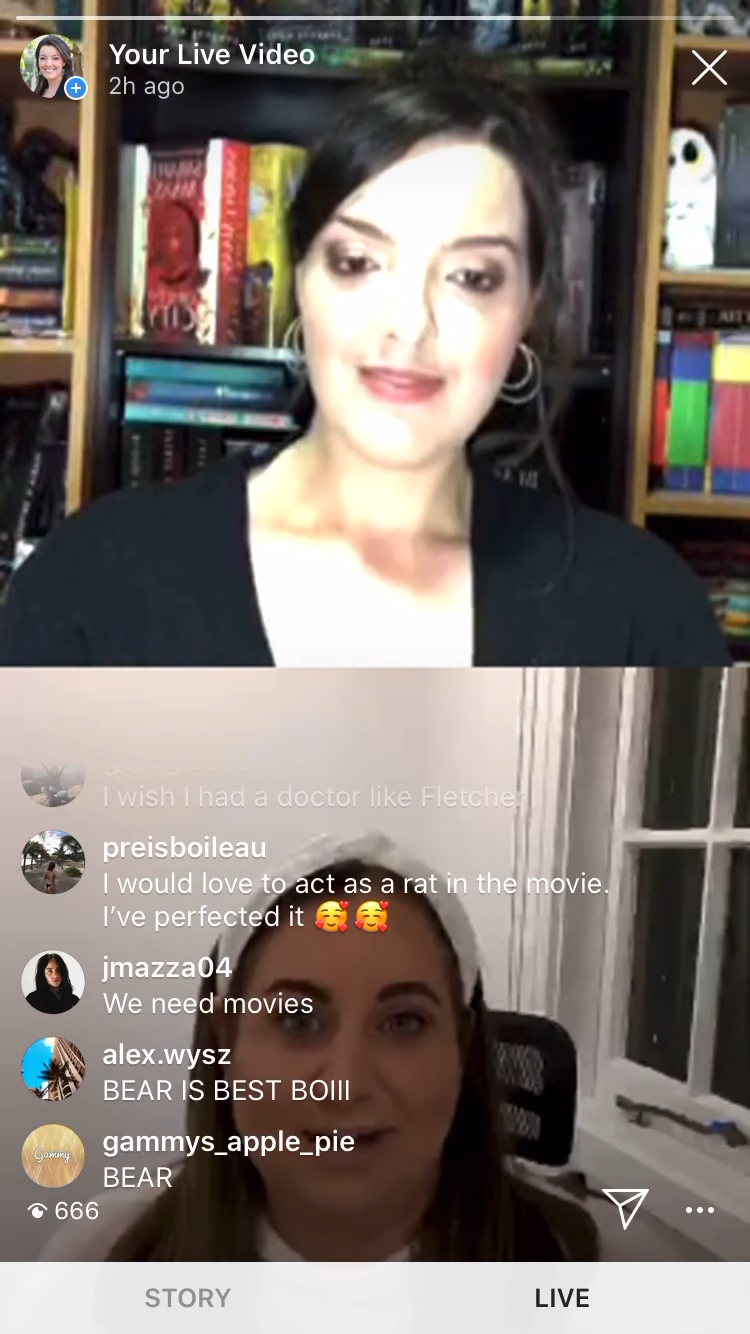 Your Live Video
2h ago
I wish I had a doctor like Fletcher
preisboileau
I would love to act as a rat in the movie.
I’ve perfected it 🥰🥰
jmazza04
We need movies
alex.wysz
BEAR IS BEST BOIII
gammys_apple_pie
Gammy
BEAR
666
STORY
LIVE